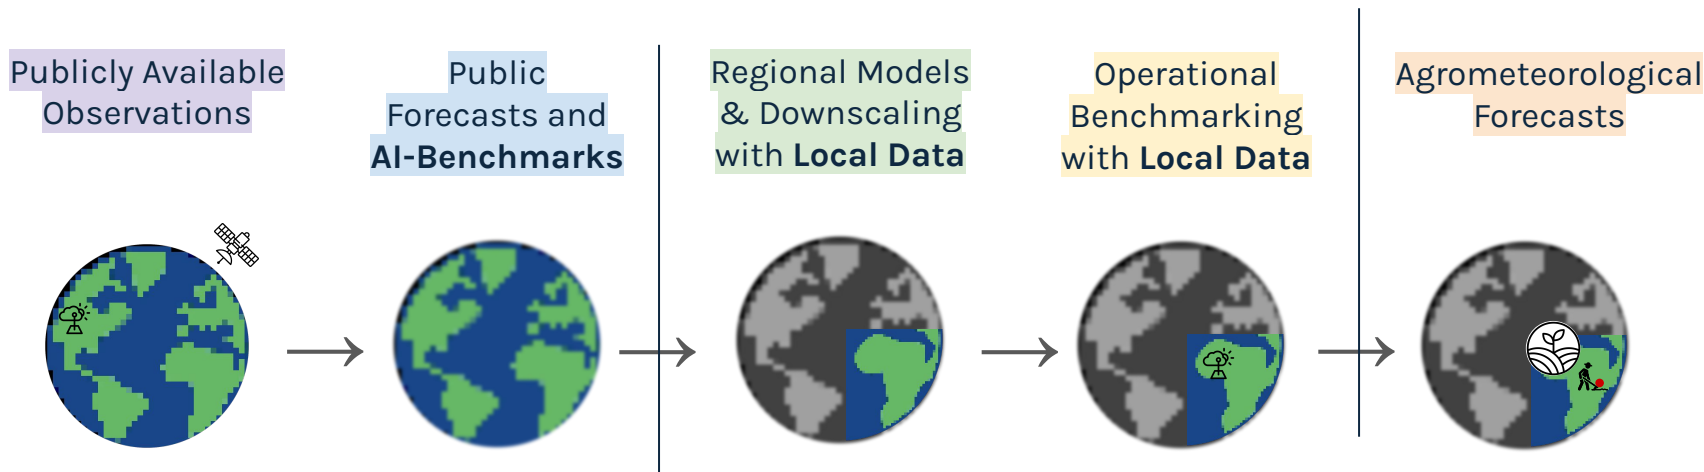 Publicly Available
Observations
Public
Forecasts and
AI-Benchmarks
Regional Models
& Downscaling
with Local Data
Operational
Benchmarking
with Local Data
Agrometeorological
Forecasts